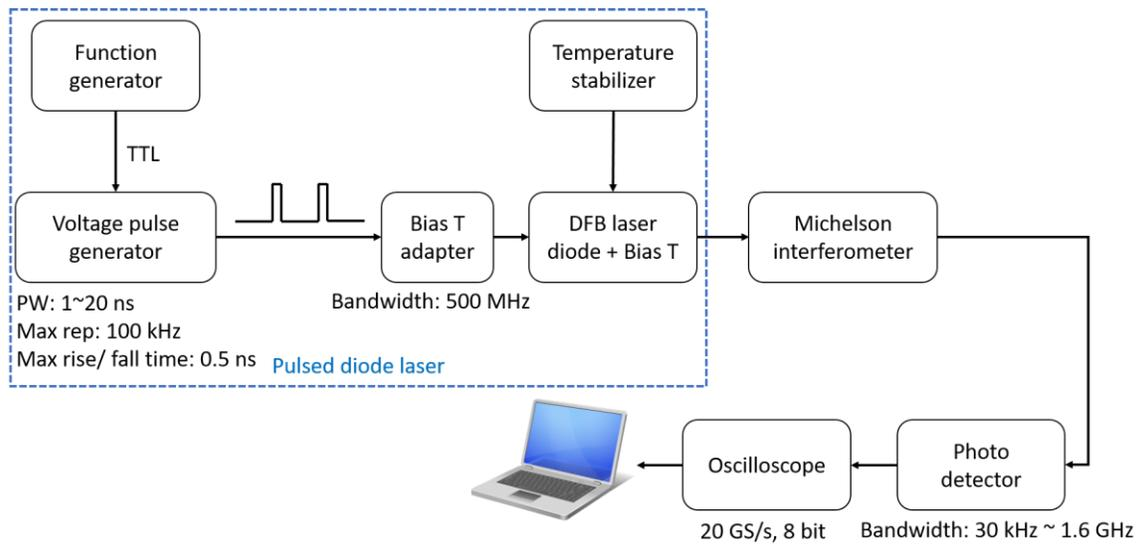 Function
generator
Temperature
stabilizer
TTL
Voltage pulse
generator
Bias T
adapter
DFB laser
diode + Bias T
Michelson
interferometer
PW: 1~20 ns
Max rep: 100 kHz
Max rise/ fall time: 0.5 ns
Bandwidth: 500 MHz
Pulsed diode laser
Oscilloscope
Photo
detector
20 GS/s, 8 bit
Bandwidth: 30 kHz ~ 1.6 GHz